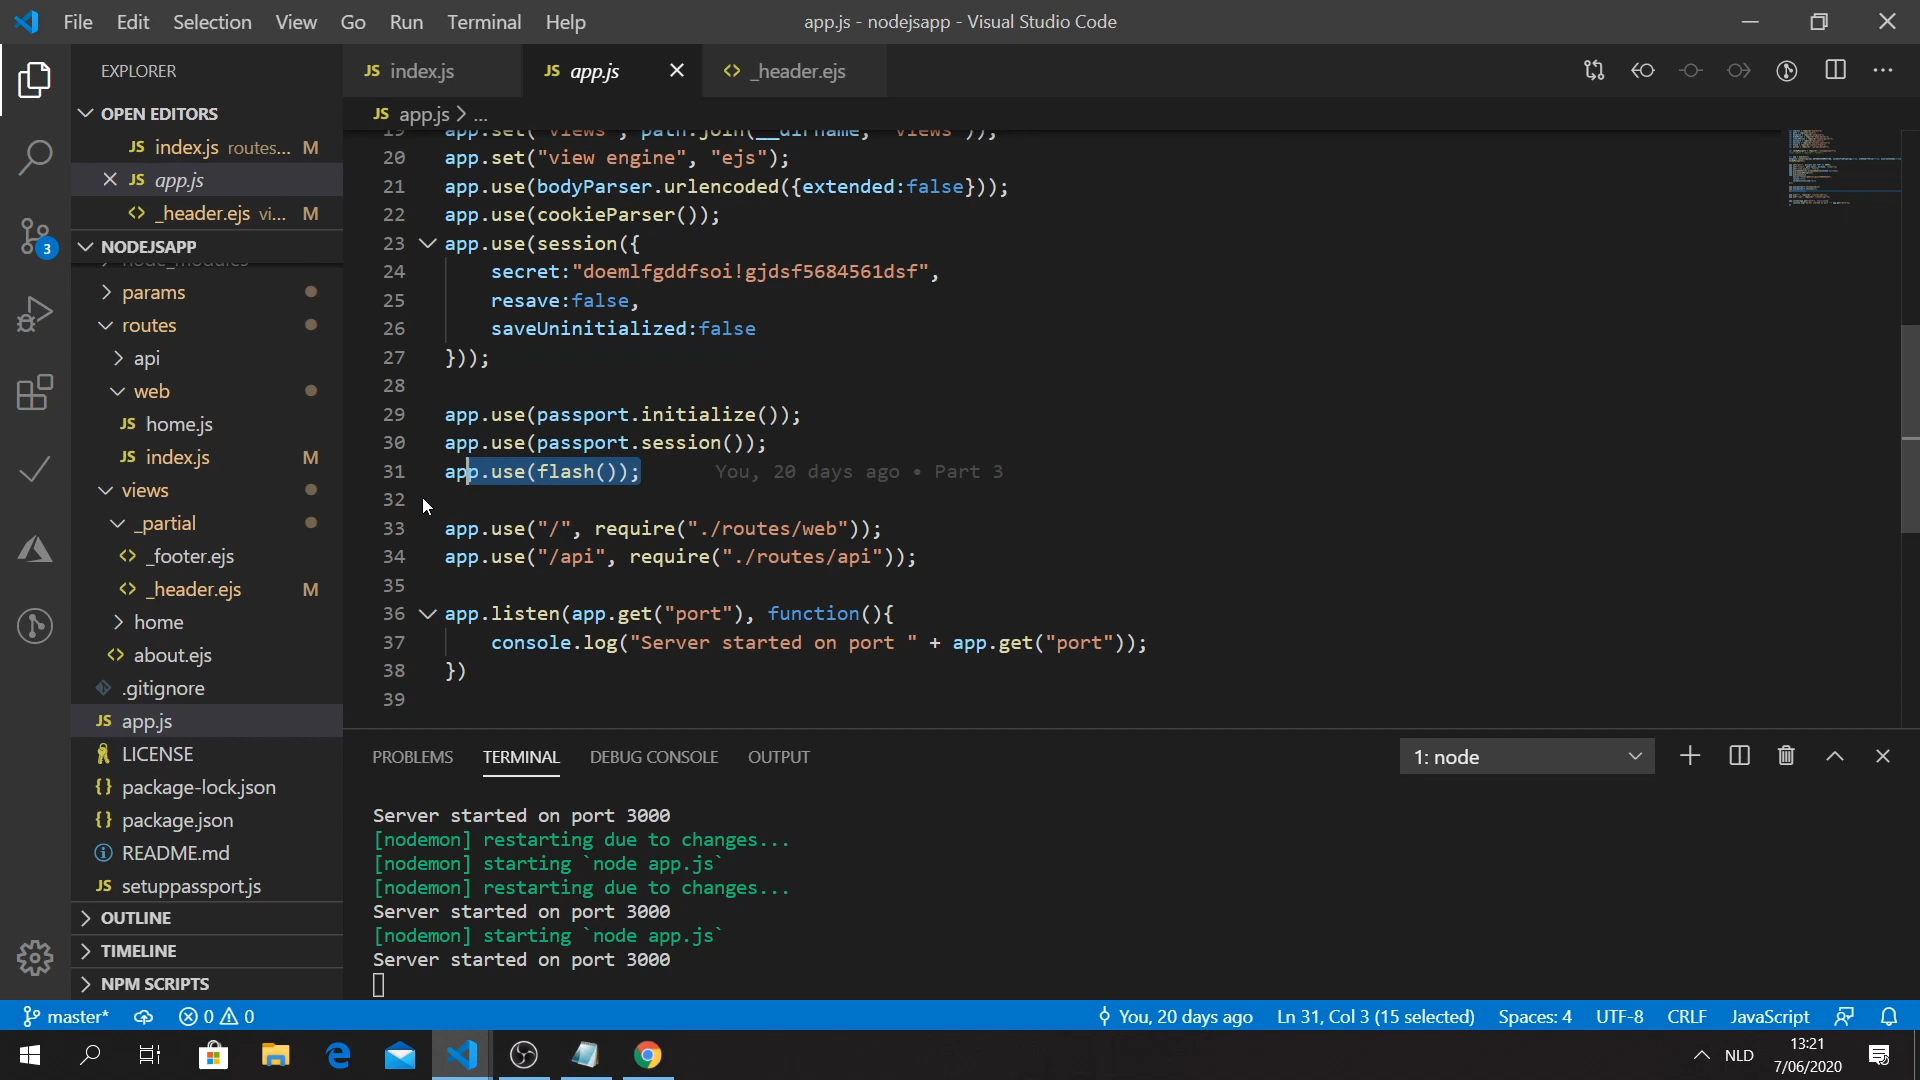 File Edit Selection View Go Run Terminal Help
app.js - nodejsapp - Visual Studio Code
EXPLORER
JS index.js
JS app.js
<> _header.ejs
OPEN EDITORS
JS app.js > ...
JS index.js routes... M
JS app.js
<> _header.ejs vi... M
NODEJSAPP
node_modules
params
routes
api
web
JS home.js
JS index.js M
views
_partial
<> _footer.ejs
<> _header.ejs M
home
<> about.ejs
.gitignore
JS app.js
LICENSE
{} package-lock.json
{} package.json
README.md
JS setuppassport.js
OUTLINE
TIMELINE
NPM SCRIPTS
3
19 app.set("views", path.join(__dirname, "views"));
20 app.set("view engine", "ejs");
21 app.use(bodyParser.urlencoded({extended:false}));
22 app.use(cookieParser());
23 app.use(session({
24 secret:"doemlfgddfsoi!gjdsf5684561dsf",
25 resave:false,
26 saveUninitialized:false
27 }));
28
29 app.use(passport.initialize());
30 app.use(passport.session());
31 app.use(flash()); You, 20 days ago • Part 3
32
33 app.use("/", require("./routes/web"));
34 app.use("/api", require("./routes/api"));
35
36 app.listen(app.get("port"), function(){
37 console.log("Server started on port " + app.get("port"));
38 })
39
PROBLEMS TERMINAL DEBUG CONSOLE OUTPUT
1: node
Server started on port 3000
[nodemon] restarting due to changes...
[nodemon] starting `node app.js`
[nodemon] restarting due to changes...
Server started on port 3000
[nodemon] starting `node app.js`
Server started on port 3000
master* 0 0
You, 20 days ago Ln 31, Col 3 (15 selected) Spaces: 4 UTF-8 CRLF JavaScript
NLD
13:21
7/06/2020